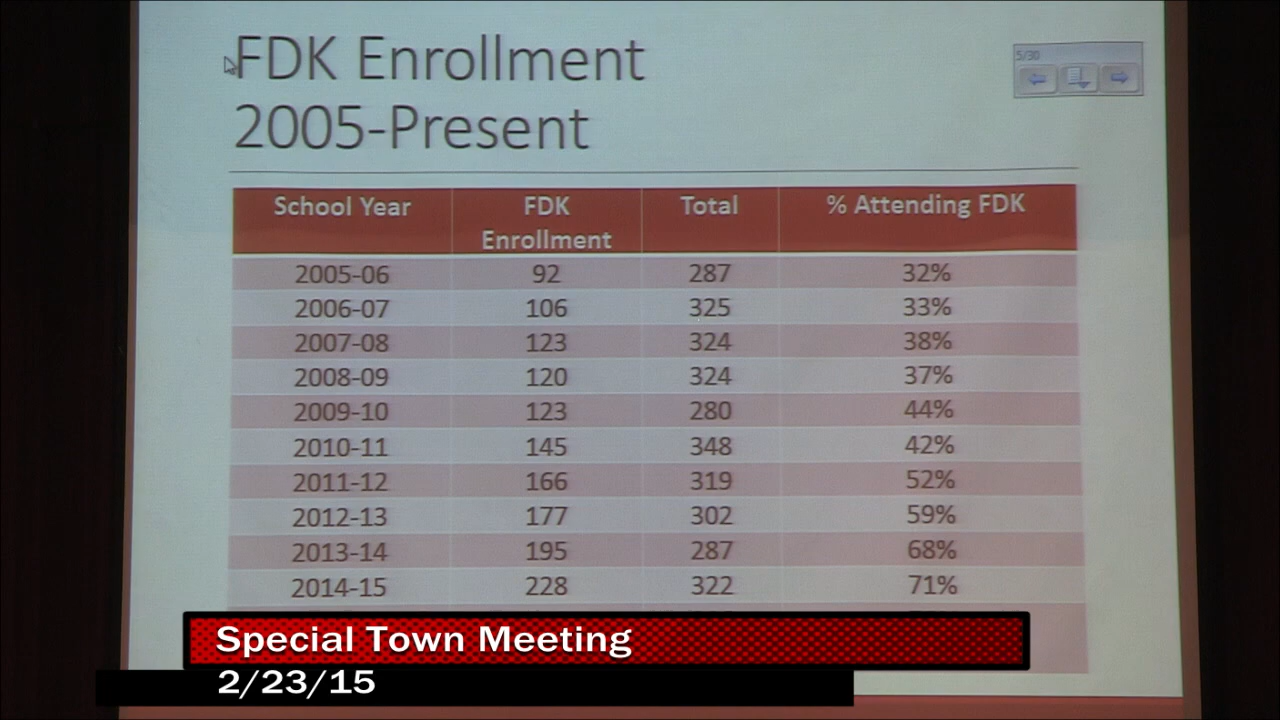 FDK Enrollment
2005-Present
5/30
School Year FDK Enrollment Total % Attending FDK
2005-06 92 287 32%
2006-07 106 325 33%
2007-08 123 324 38%
2008-09 120 324 37%
2009-10 123 280 44%
2010-11 145 348 42%
2011-12 166 319 52%
2012-13 177 302 59%
2013-14 195 287 68%
2014-15 228 322 71%
Special Town Meeting
2/23/15